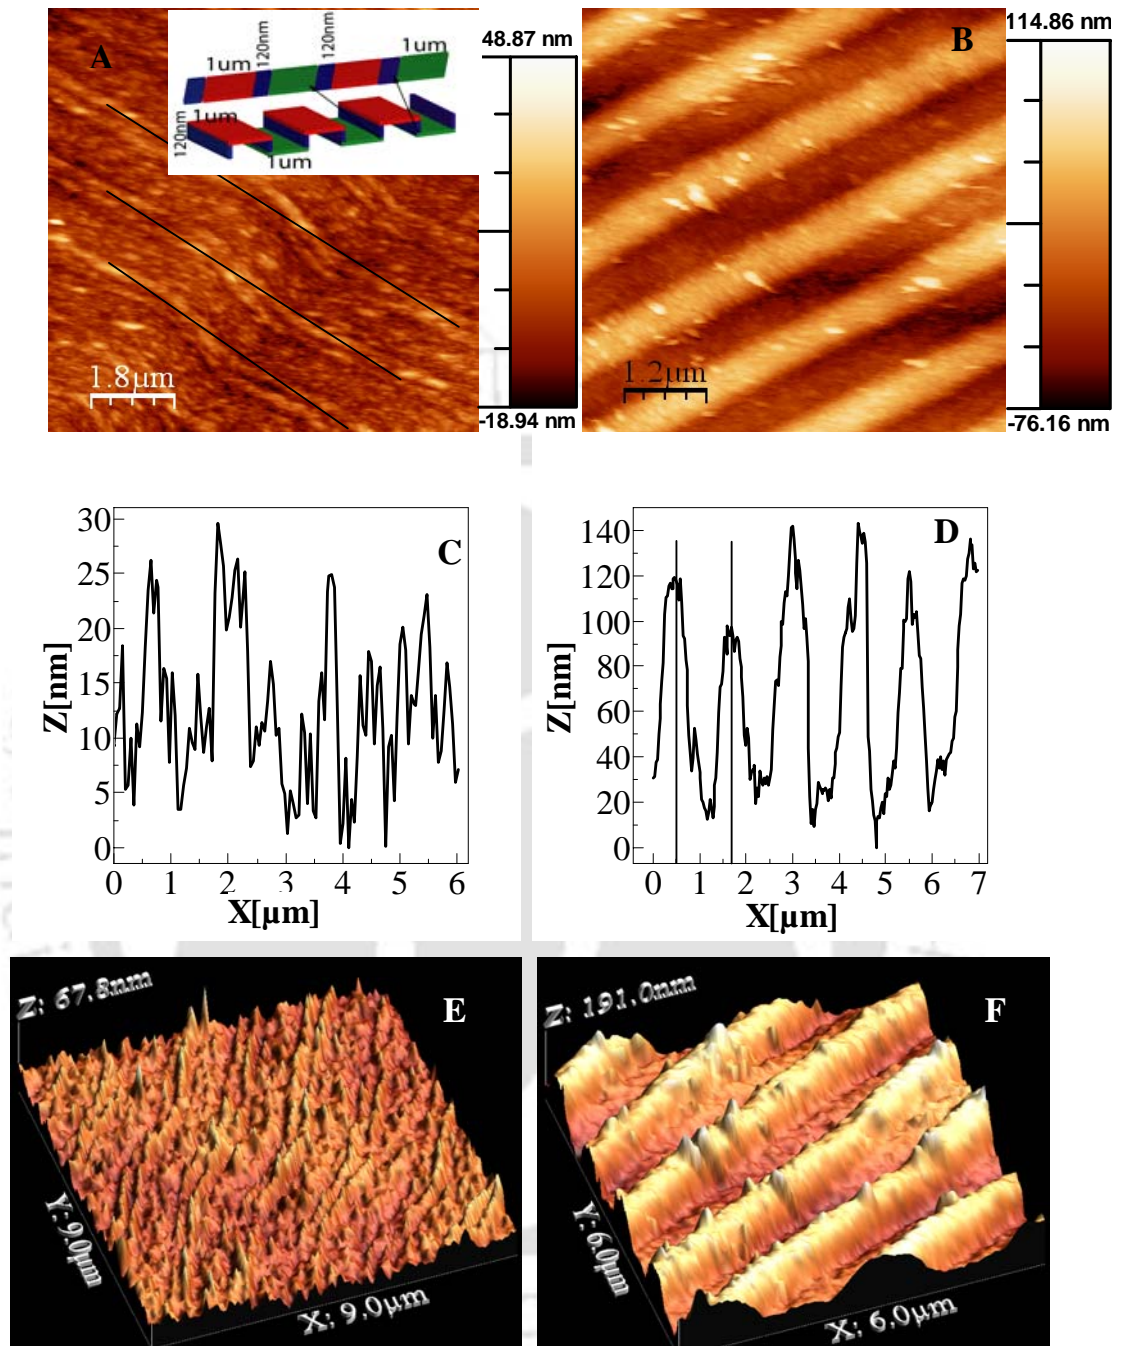 A
1um
120nm
120nm
1um
1um
120nm
1um
48.87 nm
-18.94 nm
1.8µm
B
114.86 nm
-76.16 nm
1.2µm
C
30
25
20
15
10
5
0
Z[nm]
0 1 2 3 4 5 6
X[µm]
D
140
120
100
80
60
40
20
0
Z[nm]
0 1 2 3 4 5 6 7
X[µm]
E
Z: 67.8nm
Y: 9.0µm
X: 9.0µm
F
Z: 191.0nm
Y: 6.0µm
X: 6.0µm